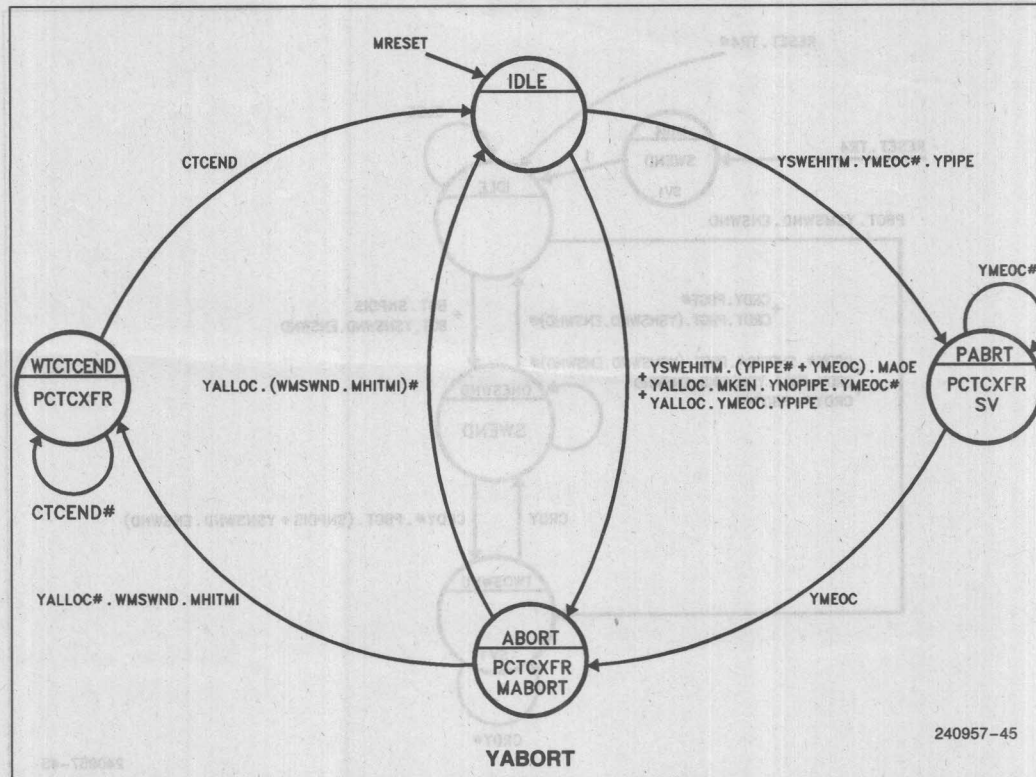 MRESET
IDLE
CTCEND
YSWEHITM . YMEOC# . YPIPE
YMEOC#
WTCTCEND
PCTCXFR
YALLOC . (WMSWND . MHITMI)#
YSWEHITM . (YPIPE# + YMEOC) . MAOE
+ YALLOC . MKEN . YNOPIPE . YMEOC#
+ YALLOC . YMEOC . YPIPE
PABRT
PCTCXFR
SV
CTCEND#
YALLOC# . WMSWND . MHITMI
YMEOC
ABORT
PCTCXFR
MABORT
240957-45
YABORT